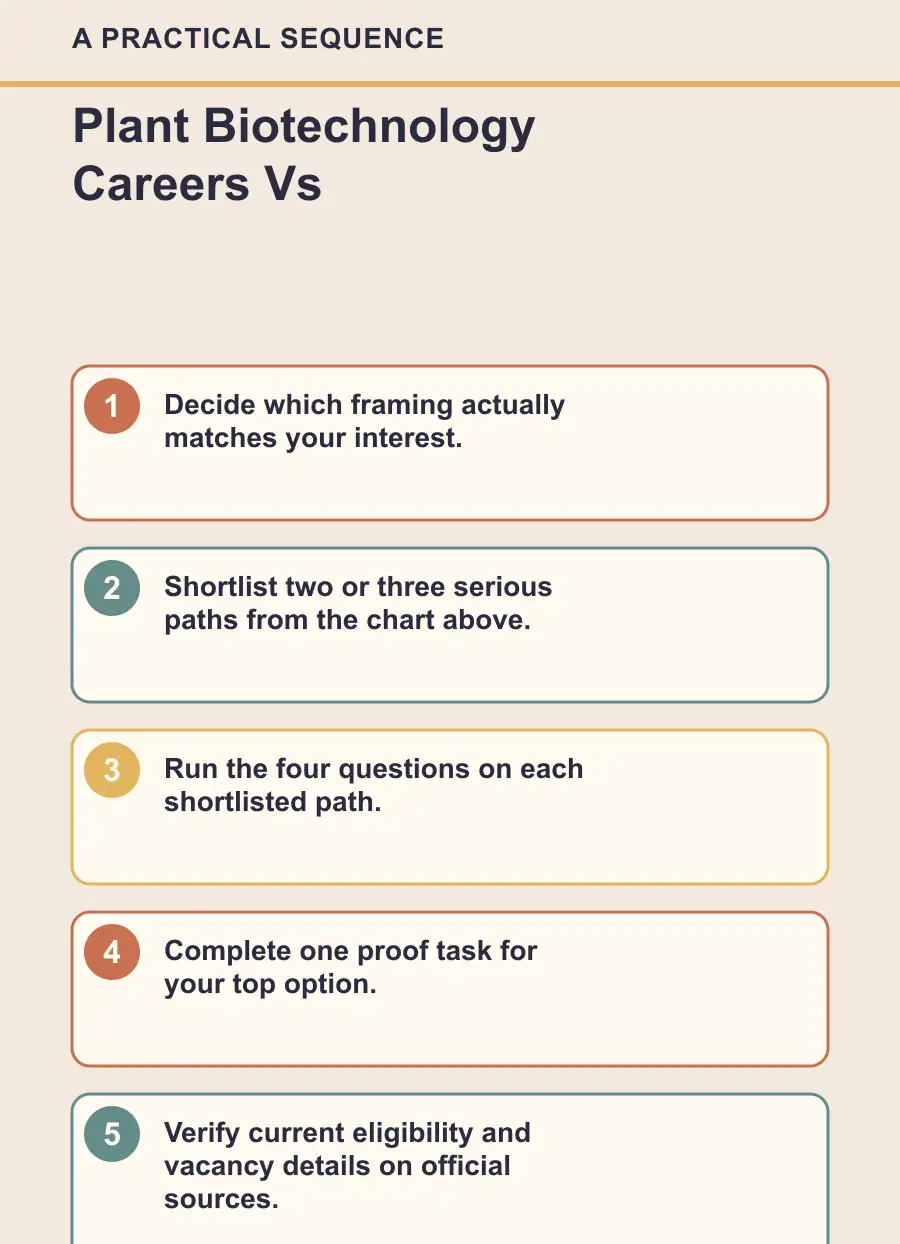 A PRACTICAL SEQUENCE
Plant Biotechnology
Careers Vs
1
Decide which framing actually
matches your interest.
2
Shortlist two or three serious
paths from the chart above.
3
Run the four questions on each
shortlisted path.
4
Complete one proof task for
your top option.
5
Verify current eligibility and
vacancy details on official
sources.